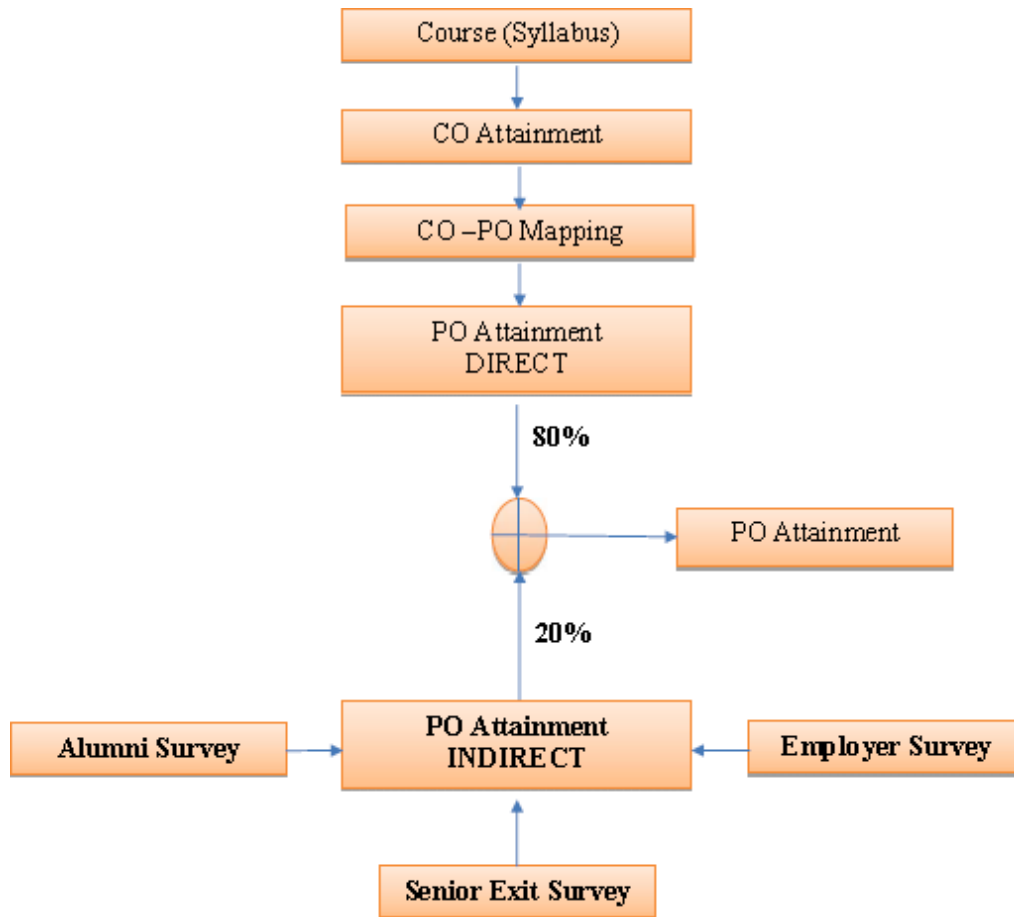 Course (Syllabus)
CO Attainment
CO –PO Mapping
PO Attainment
DIRECT
80%
PO Attainment
20%
PO Attainment
INDIRECT
Alumni Survey
Employer Survey
Senior Exit Survey